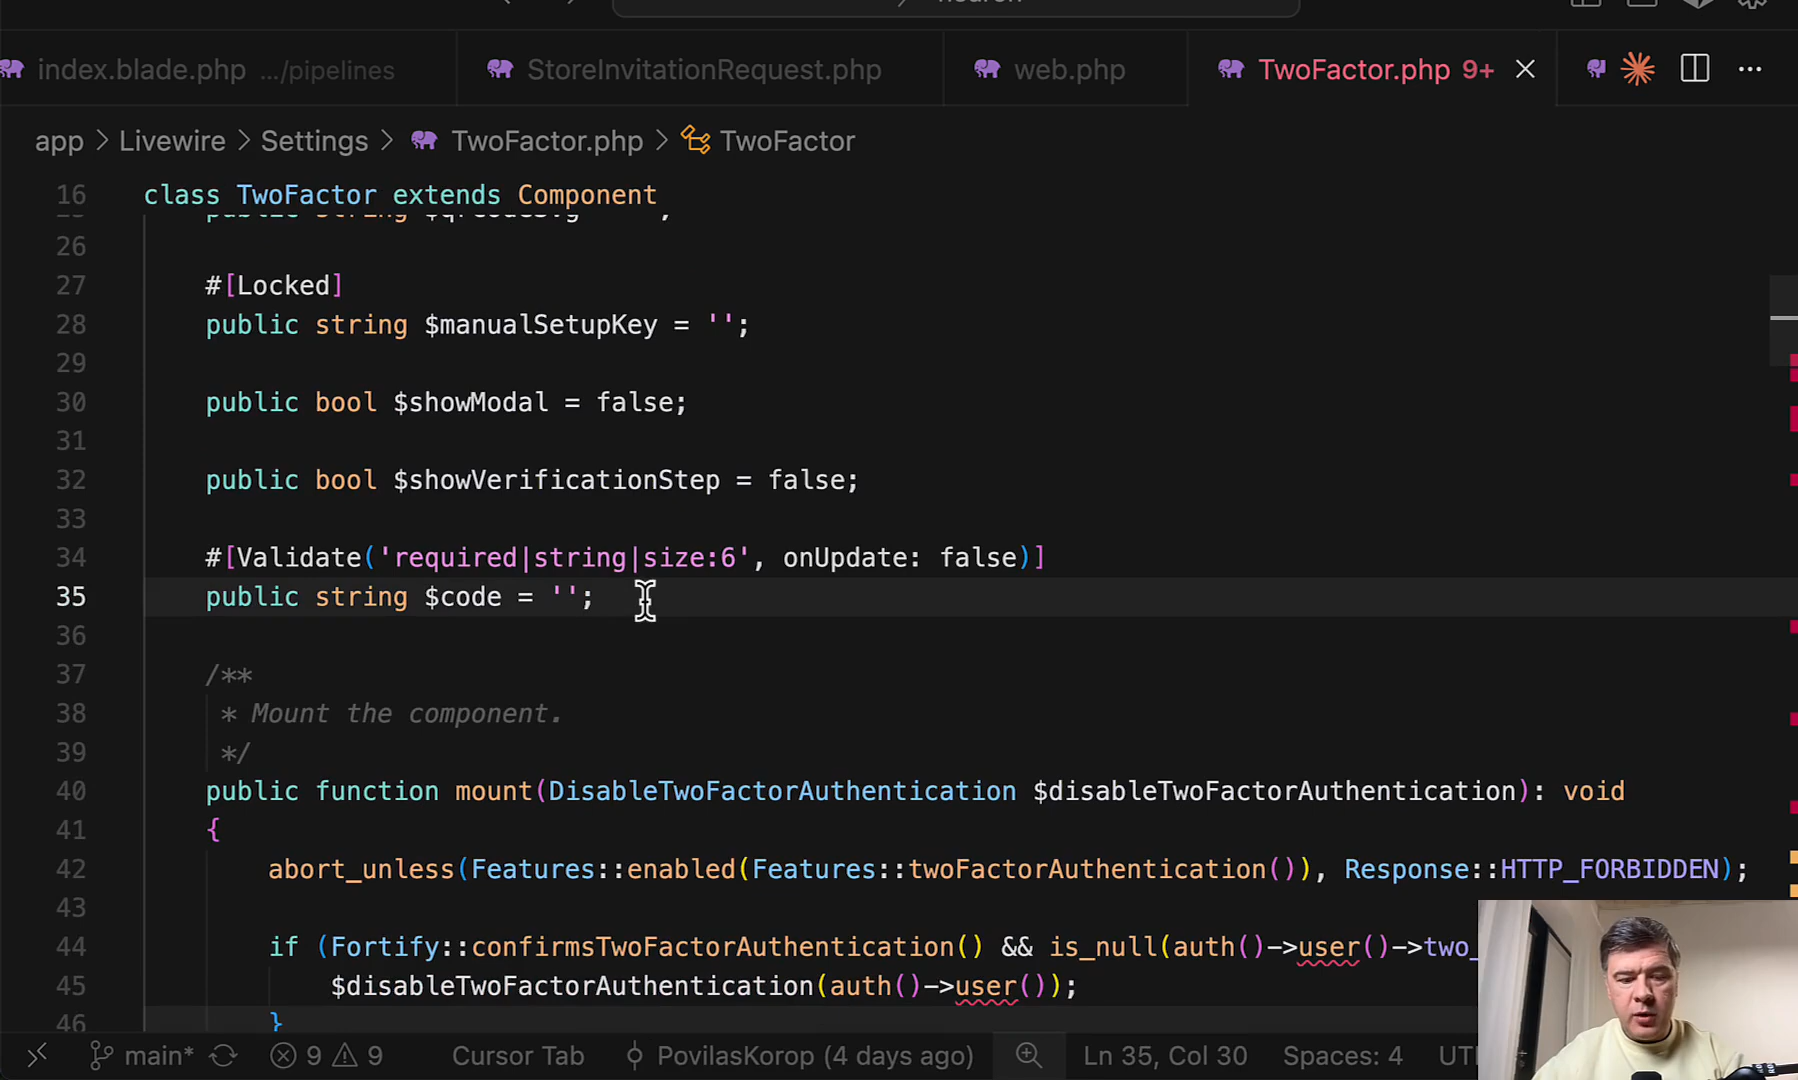 index.blade.php .../pipelines StoreInvitationRequest.php web.php TwoFactor.php 9+
app > Livewire > Settings > TwoFactor.php > TwoFactor
16 class TwoFactor extends Component
26
27 #[Locked]
28 public string $manualSetupKey = '';
29
30 public bool $showModal = false;
31
32 public bool $showVerificationStep = false;
33
34 #[Validate('required|string|size:6', onUpdate: false)]
35 public string $code = '';
36
37 /**
38 * Mount the component.
39 */
40 public function mount(DisableTwoFactorAuthentication $disableTwoFactorAuthentication): void
41 {
42 abort_unless(Features::enabled(Features::twoFactorAuthentication()), Response::HTTP_FORBIDDEN);
43
44 if (Fortify::confirmsTwoFactorAuthentication() && is_null(auth()->user()->two_
45 $disableTwoFactorAuthentication(auth()->user());
46 }
main* 9 9 Cursor Tab PovilasKorop (4 days ago) Ln 35, Col 30 Spaces: 4